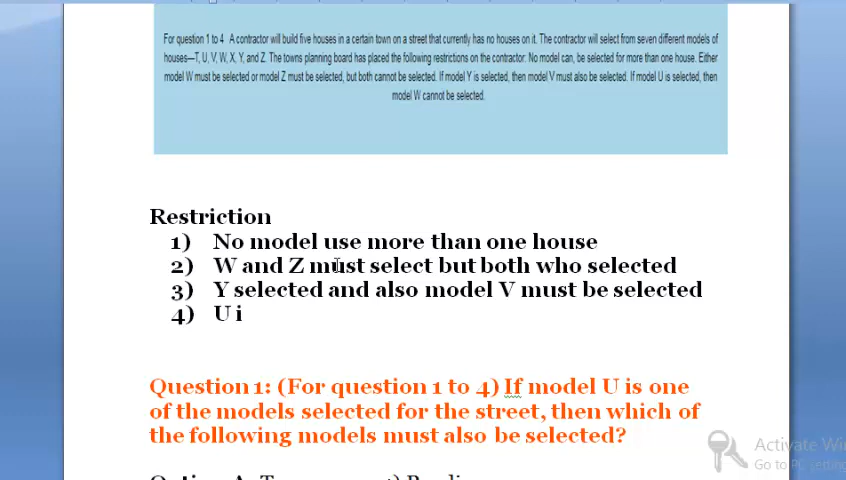 For question 1 to 4 A contractor will build five houses in a certain town on a street that currently has no houses on it. The contractor will select from seven different models of
houses—T, U, V, W, X, Y, and Z. The towns planning board has placed the following restrictions on the contractor. No model can, be selected for more than one house. Either
model W must be selected or model Z must be selected, but both cannot be selected. If model Y is selected, then model V must also be selected. If model U is selected, then
model W cannot be selected.
Restriction
1) No model use more than one house
2) W and Z must select but both who selected
3) Y selected and also model V must be selected
4) U i
Question 1: (For question 1 to 4) If model U is one
of the models selected for the street, then which of
the following models must also be selected?
Activate Wi
Go to PC setting